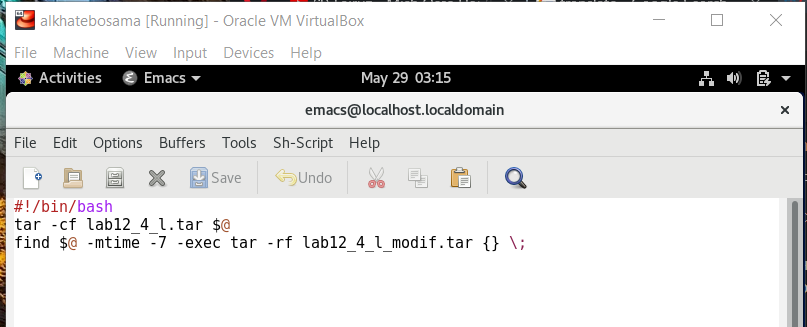 alkhatebosama [Running] - Oracle VM VirtualBox
File Machine View Input Devices Help
Activities Emacs May 29 03:15
emacs@localhost.localdomain
File Edit Options Buffers Tools Sh-Script Help
Save Undo
#!/bin/bash
tar -cf lab12_4_l.tar $@
find $@ -mtime -7 -exec tar -rf lab12_4_l_modif.tar {} \;